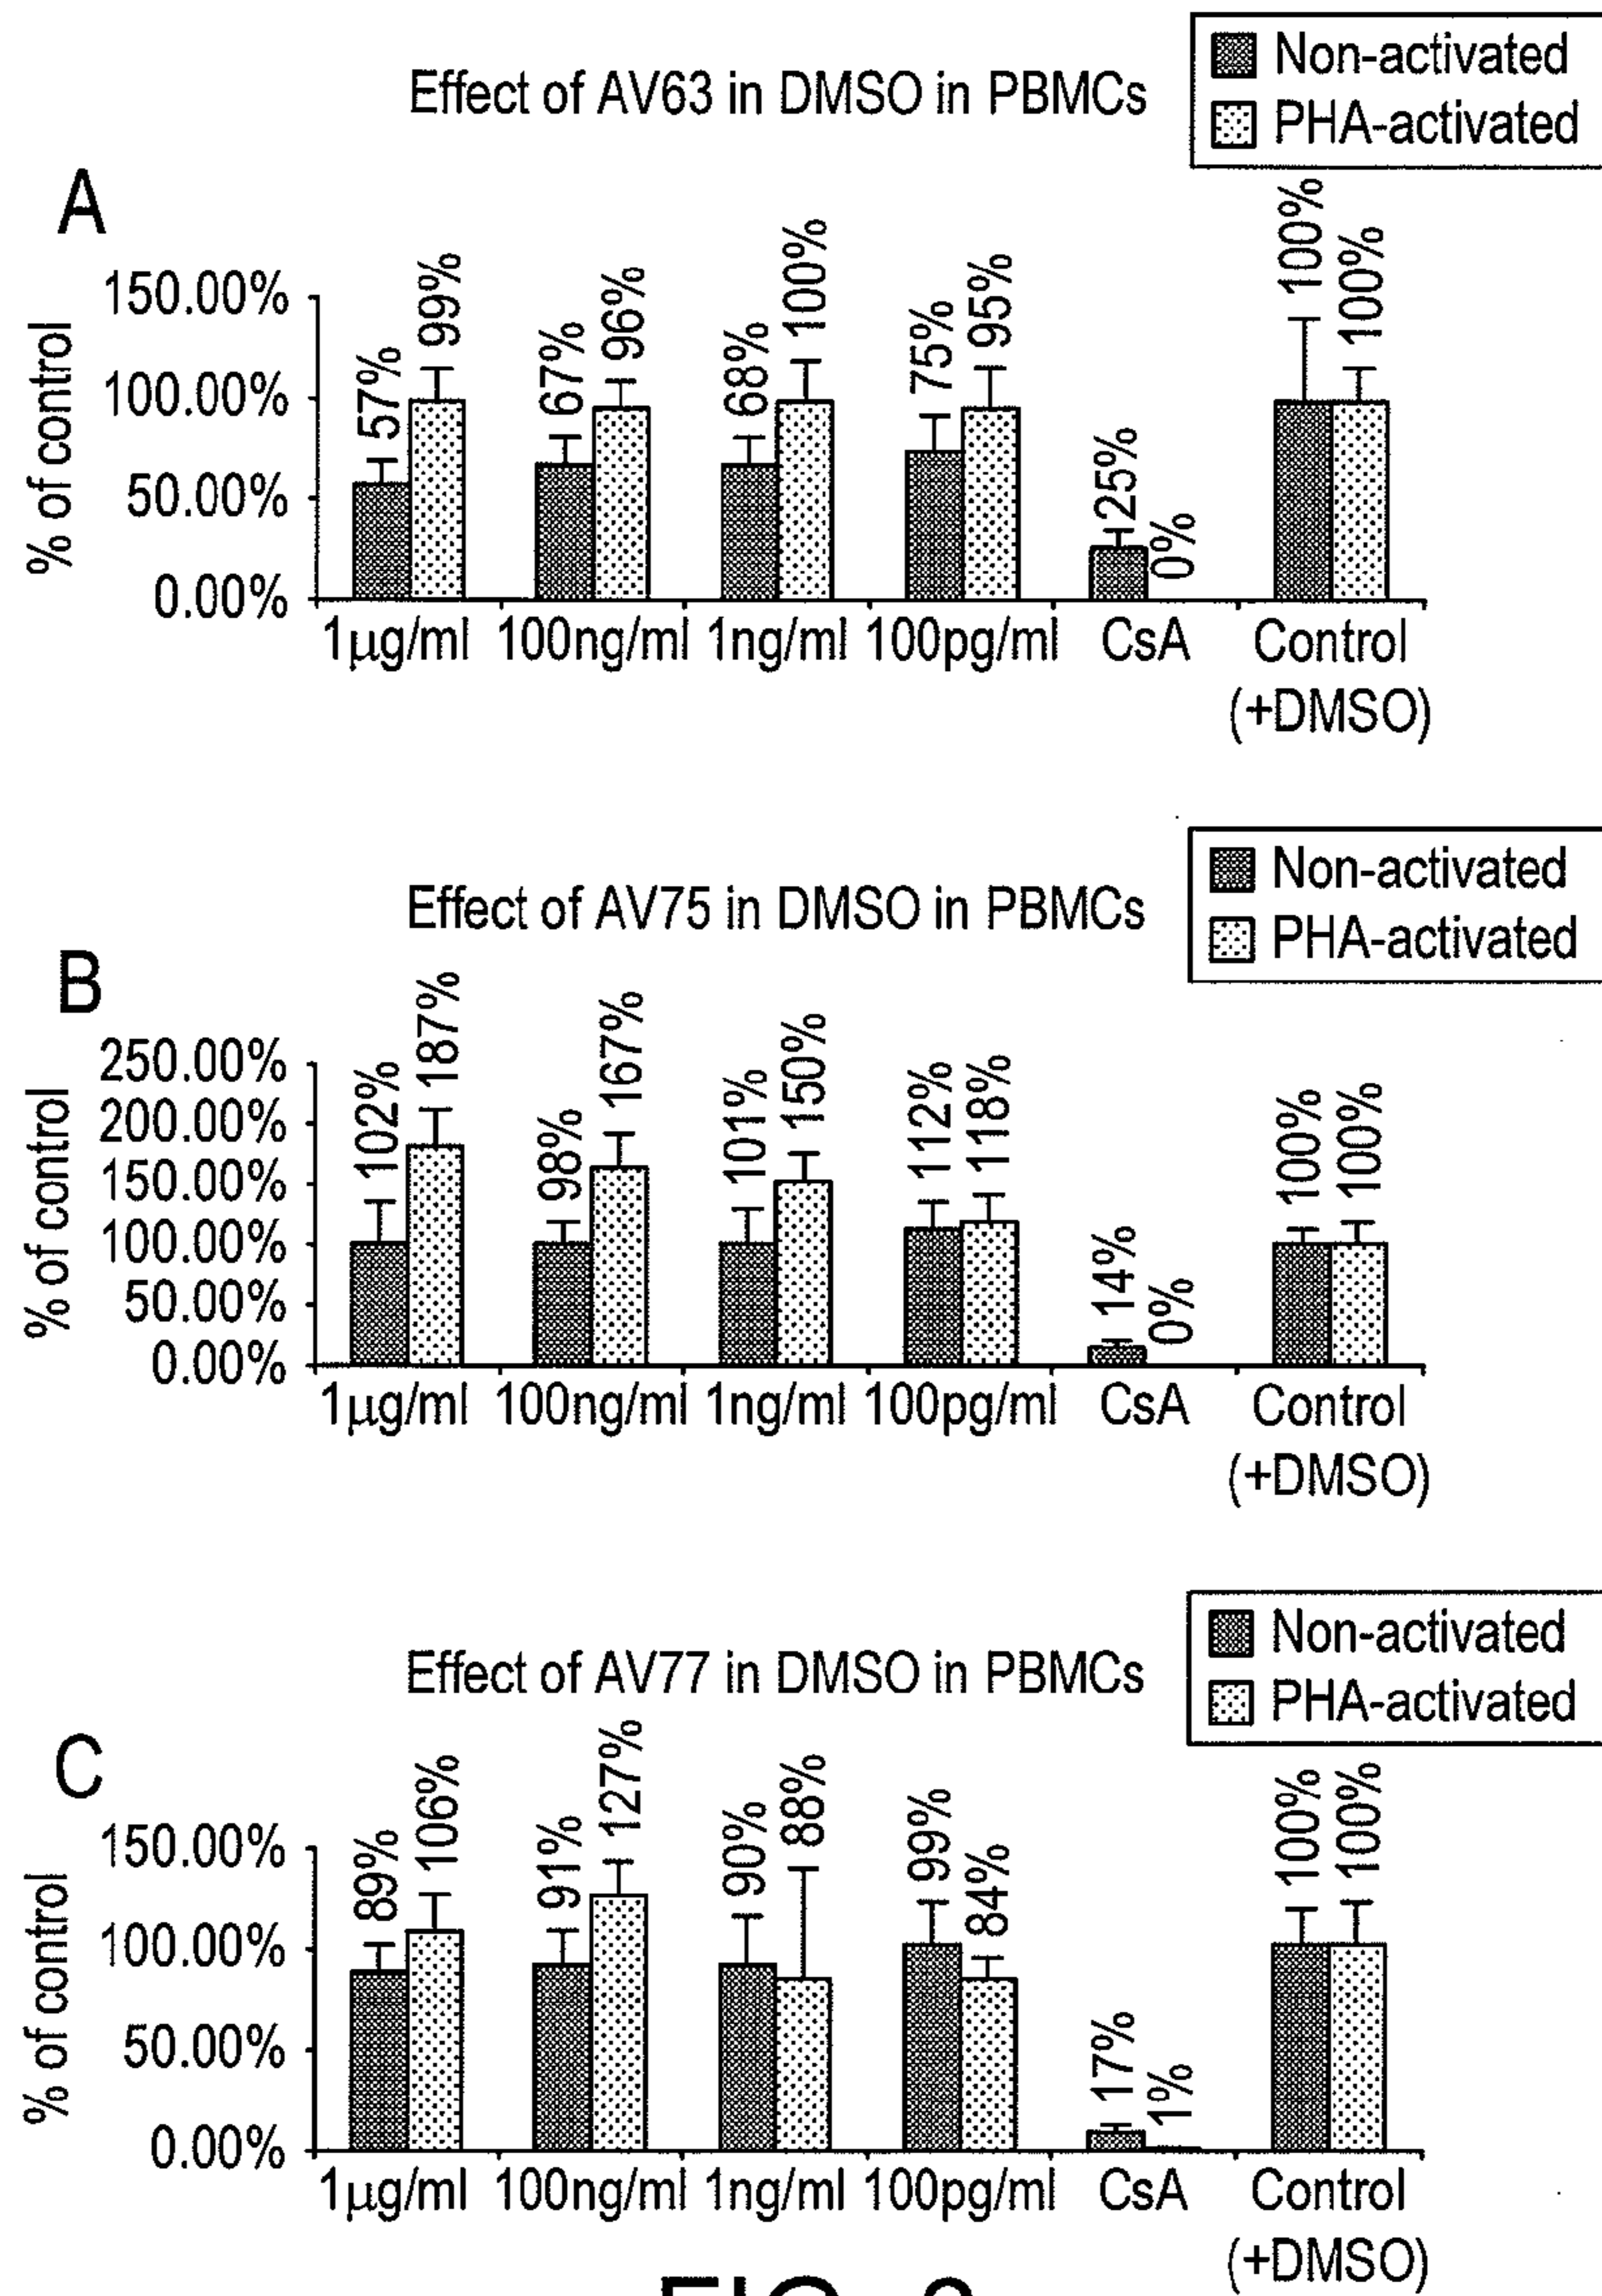 Non-activated
PHA-activated
Effect of AV63 in DMSO in PBMCs
A
% of control
150.00%
100.00%
50.00%
0.00%
57%
99%
67%
96%
68%
100%
75%
95%
25%
0%
100%
100%
1µg/ml 100ng/ml 1ng/ml 100pg/ml CsA Control
(+DMSO)
Non-activated
PHA-activated
Effect of AV75 in DMSO in PBMCs
B
% of control
250.00%
200.00%
150.00%
100.00%
50.00%
0.00%
102%
187%
98%
167%
101%
150%
112%
118%
14%
0%
100%
100%
1µg/ml 100ng/ml 1ng/ml 100pg/ml CsA Control
(+DMSO)
Non-activated
PHA-activated
Effect of AV77 in DMSO in PBMCs
C
% of control
150.00%
100.00%
50.00%
0.00%
89%
106%
91%
127%
90%
88%
99%
84%
17%
1%
100%
100%
1µg/ml 100ng/ml 1ng/ml 100pg/ml CsA Control
(+DMSO)
FIG.